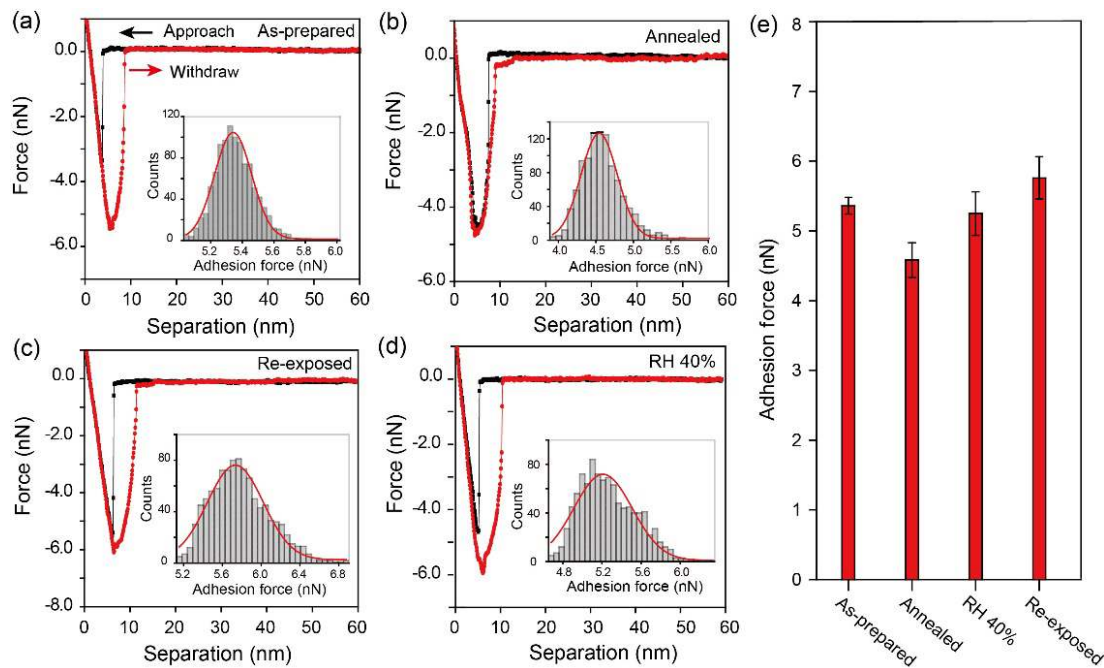 (a)
Approach As-prepared
Withdraw
0.0
-2.0
-4.0
-6.0
Force (nN)
0 10 20 30 40 50 60
Separation (nm)
120
80
40
0
Counts
5.2 5.4 5.6 5.8 6.0
Adhesion force (nN)
(b)
Annealed
0.0
-2.0
-4.0
-6.0
Force (nN)
0 10 20 30 40 50 60
Separation (nm)
120
80
40
0
Counts
4.0 4.5 5.0 5.5 6.0
Adhesion force (nN)
(c)
Re-exposed
0.0
-2.0
-4.0
-6.0
-8.0
Force (nN)
0 10 20 30 40 50 60
Separation (nm)
80
40
0
Counts
5.2 5.6 6.0 6.4 6.8
Adhesion force (nN)
(d)
RH 40%
0.0
-2.0
-4.0
-6.0
Force (nN)
0 10 20 30 40 50 60
Separation (nm)
80
40
0
Counts
4.8 5.2 5.6 6.0
Adhesion force (nN)
(e)
8
7
6
5
4
3
2
1
0
Adhesion force (nN)
As-prepared
Annealed
RH 40%
Re-exposed